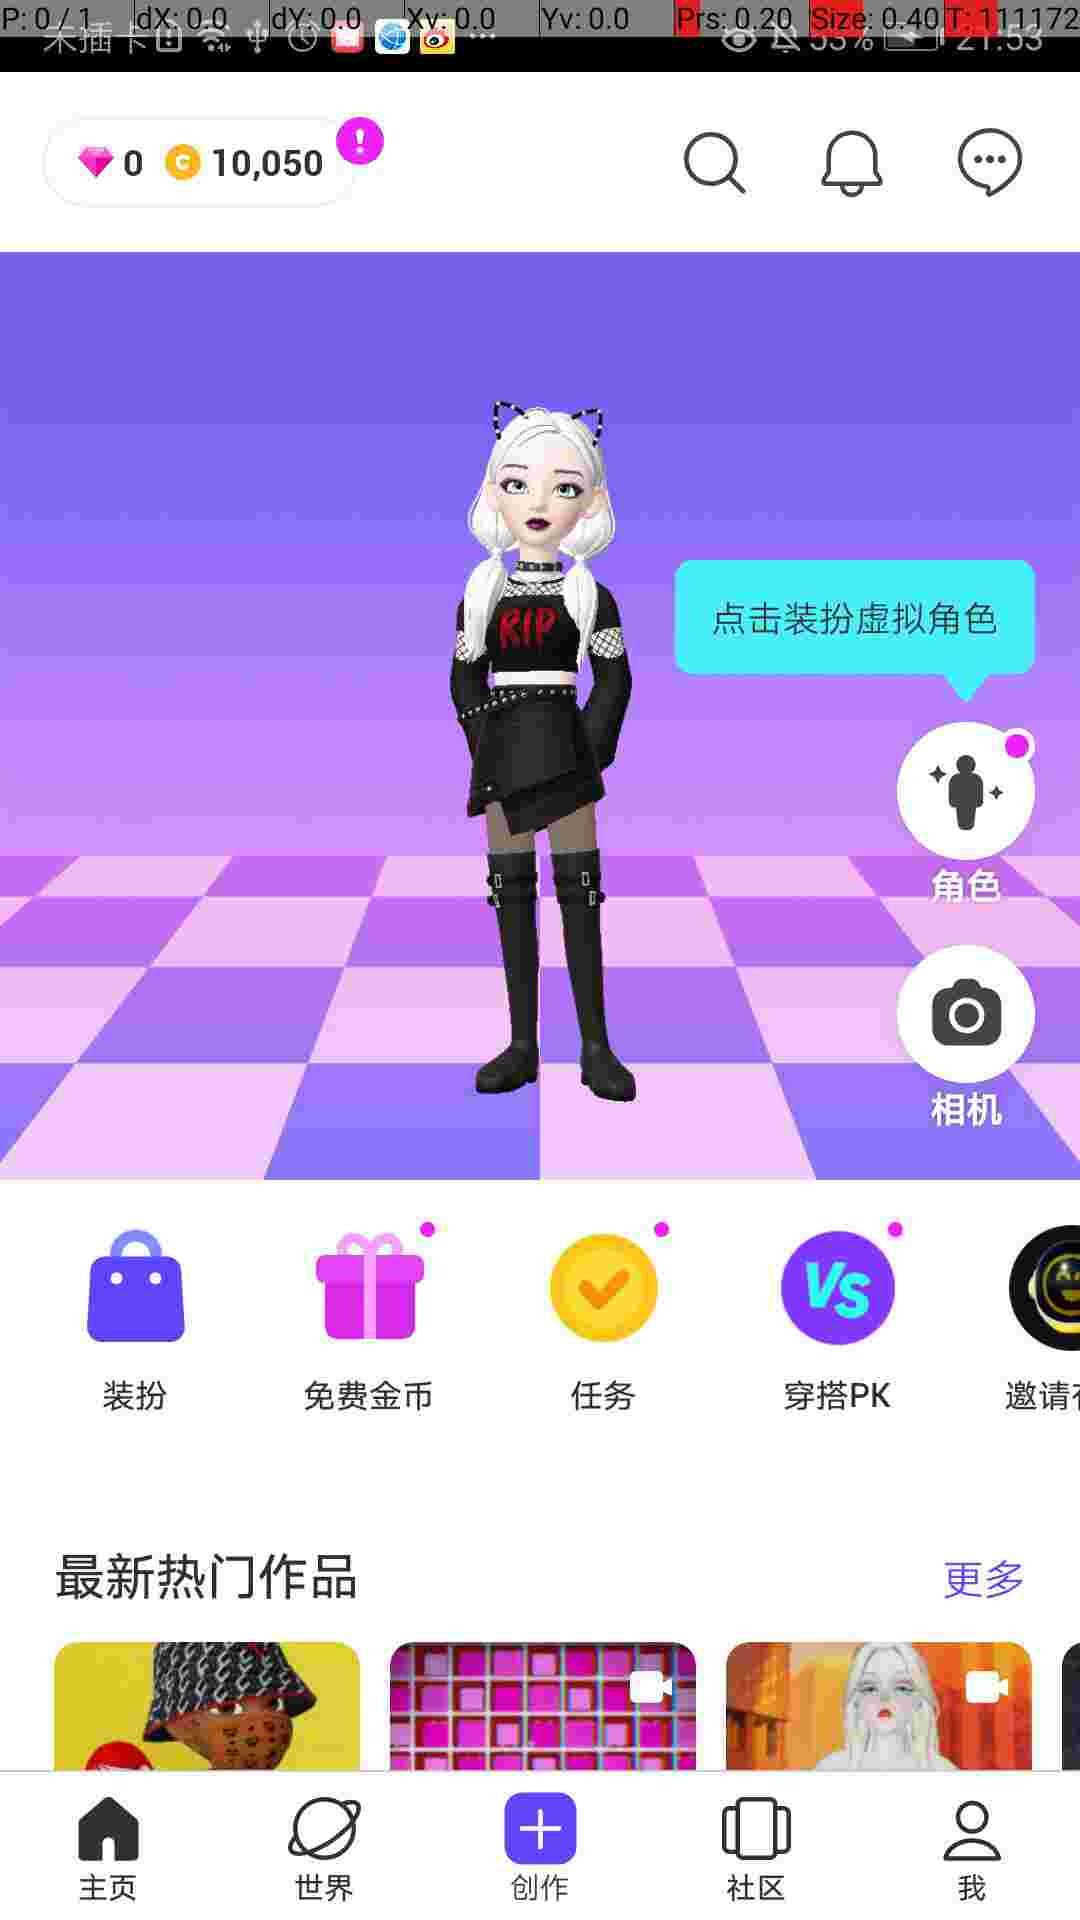 P: 0 / 1 dX: 0.0 dY: 0.0 Xv: 0.0 Yv: 0.0 Prs: 0.20 Size: 0.40 T: 111172
未插卡 53% 21:53
0 10,050
RIP
点击装扮虚拟角色
角色
相机
VS
装扮 免费金币 任务 穿搭PK 邀请
最新热门作品 更多
主页 世界 创作 社区 我